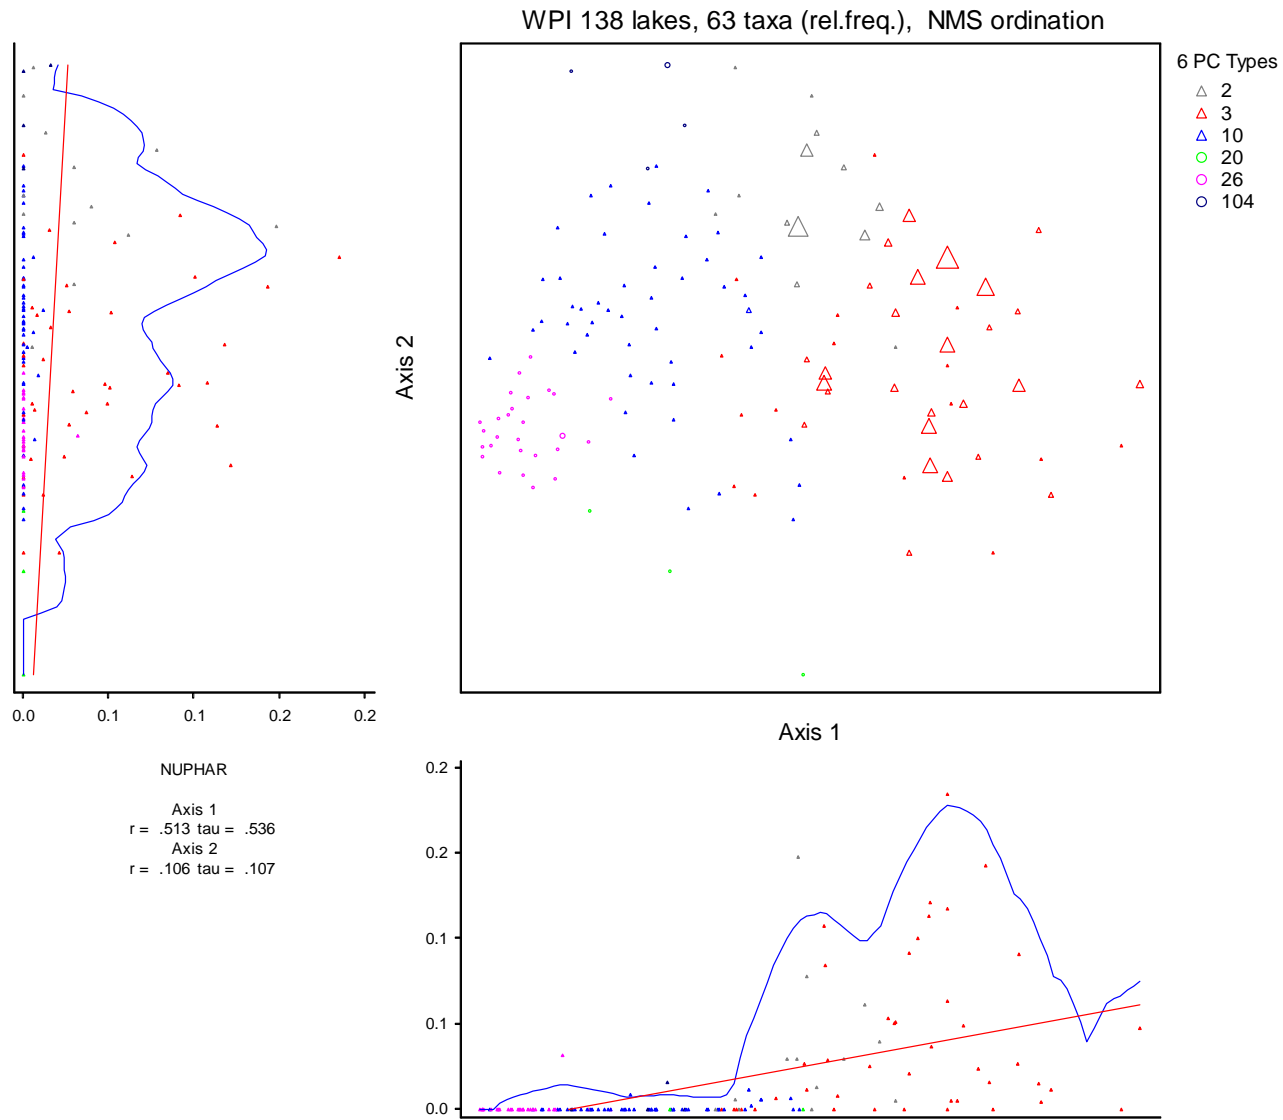 WPI 138 lakes, 63 taxa (rel.freq.), NMS ordination
6 PC Types
2
3
10
20
26
104
Axis 2
0.0 0.1 0.1 0.2 0.2
Axis 1
NUPHAR
Axis 1
r = .513 tau = .536
Axis 2
r = .106 tau = .107
0.2
0.2
0.1
0.1
0.0